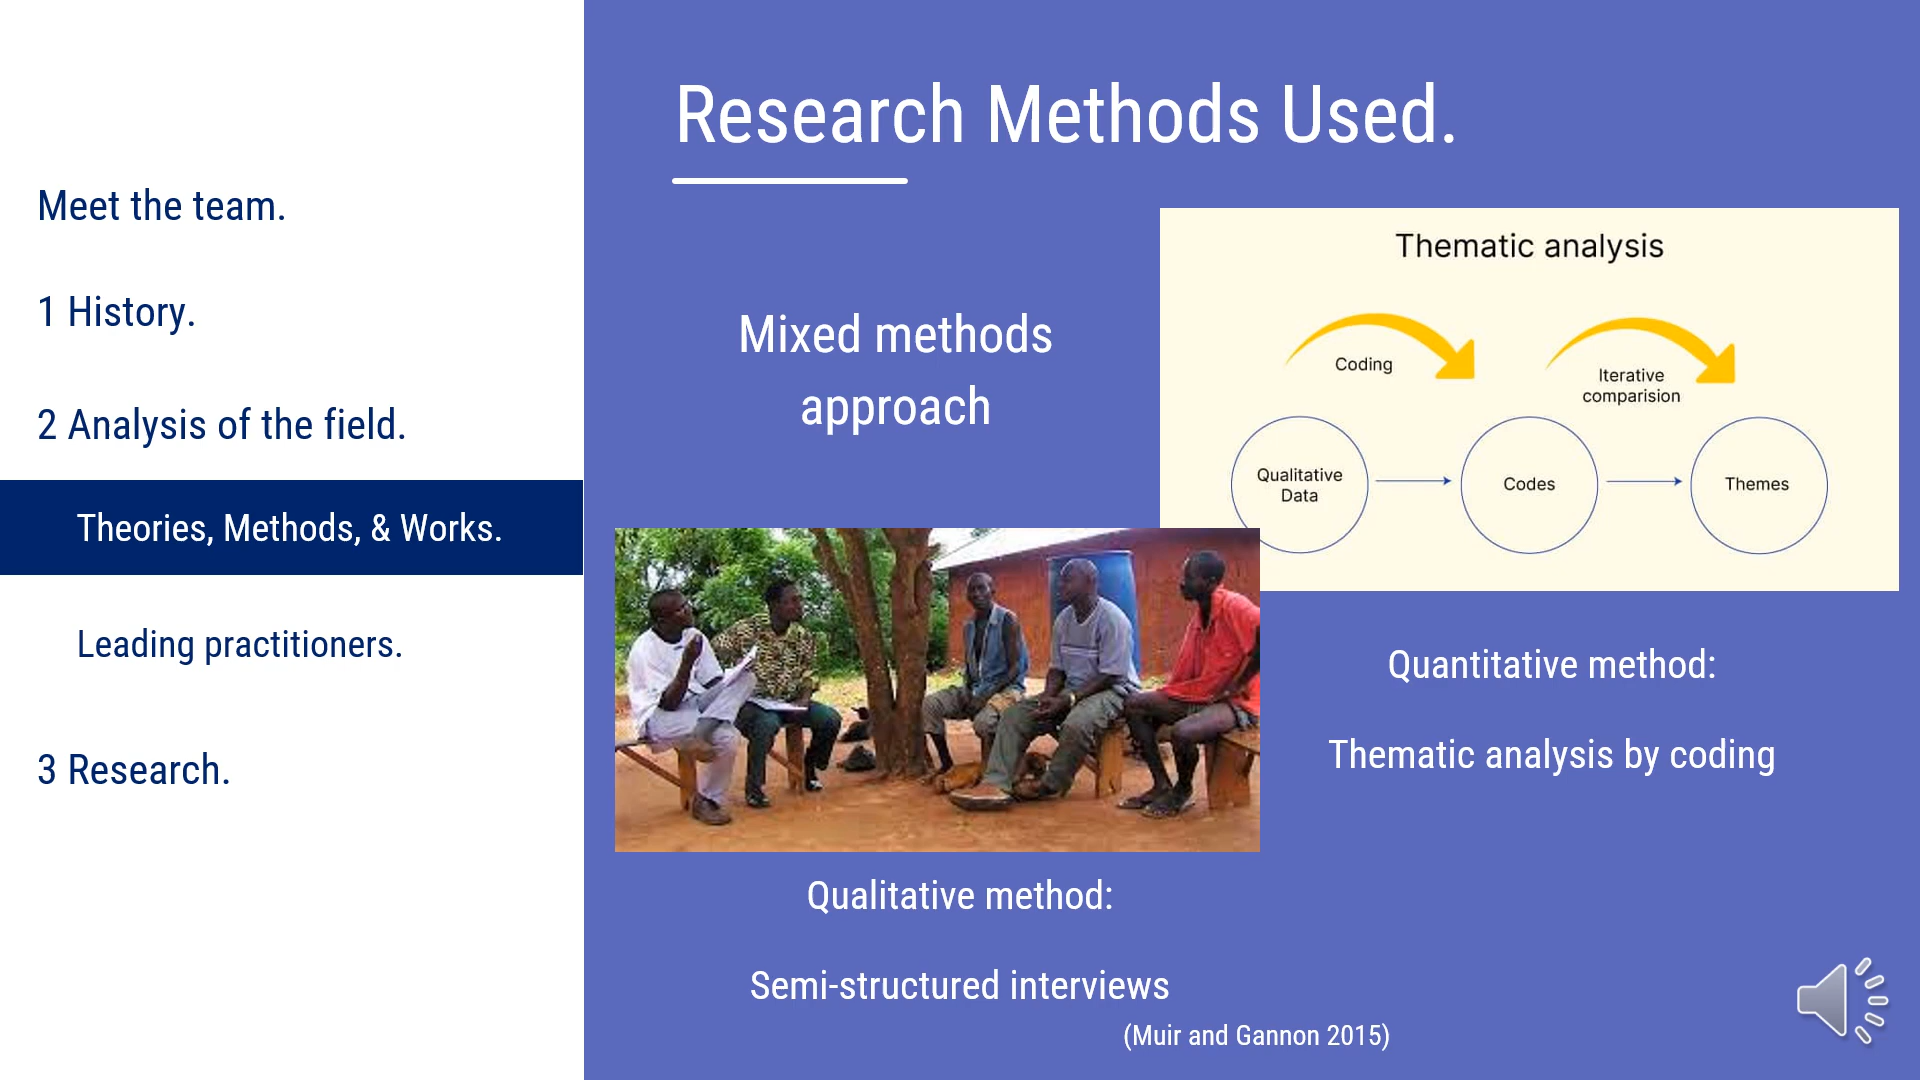 Meet the team.
1 History.
2 Analysis of the field.
Theories, Methods, & Works.
Leading practitioners.
3 Research.
Research Methods Used.
Mixed methods
approach
Thematic analysis
Coding
Iterative
comparision
Qualitative
Data
Codes
Themes
Quantitative method:
Thematic analysis by coding
Qualitative method:
Semi-structured interviews
(Muir and Gannon 2015)